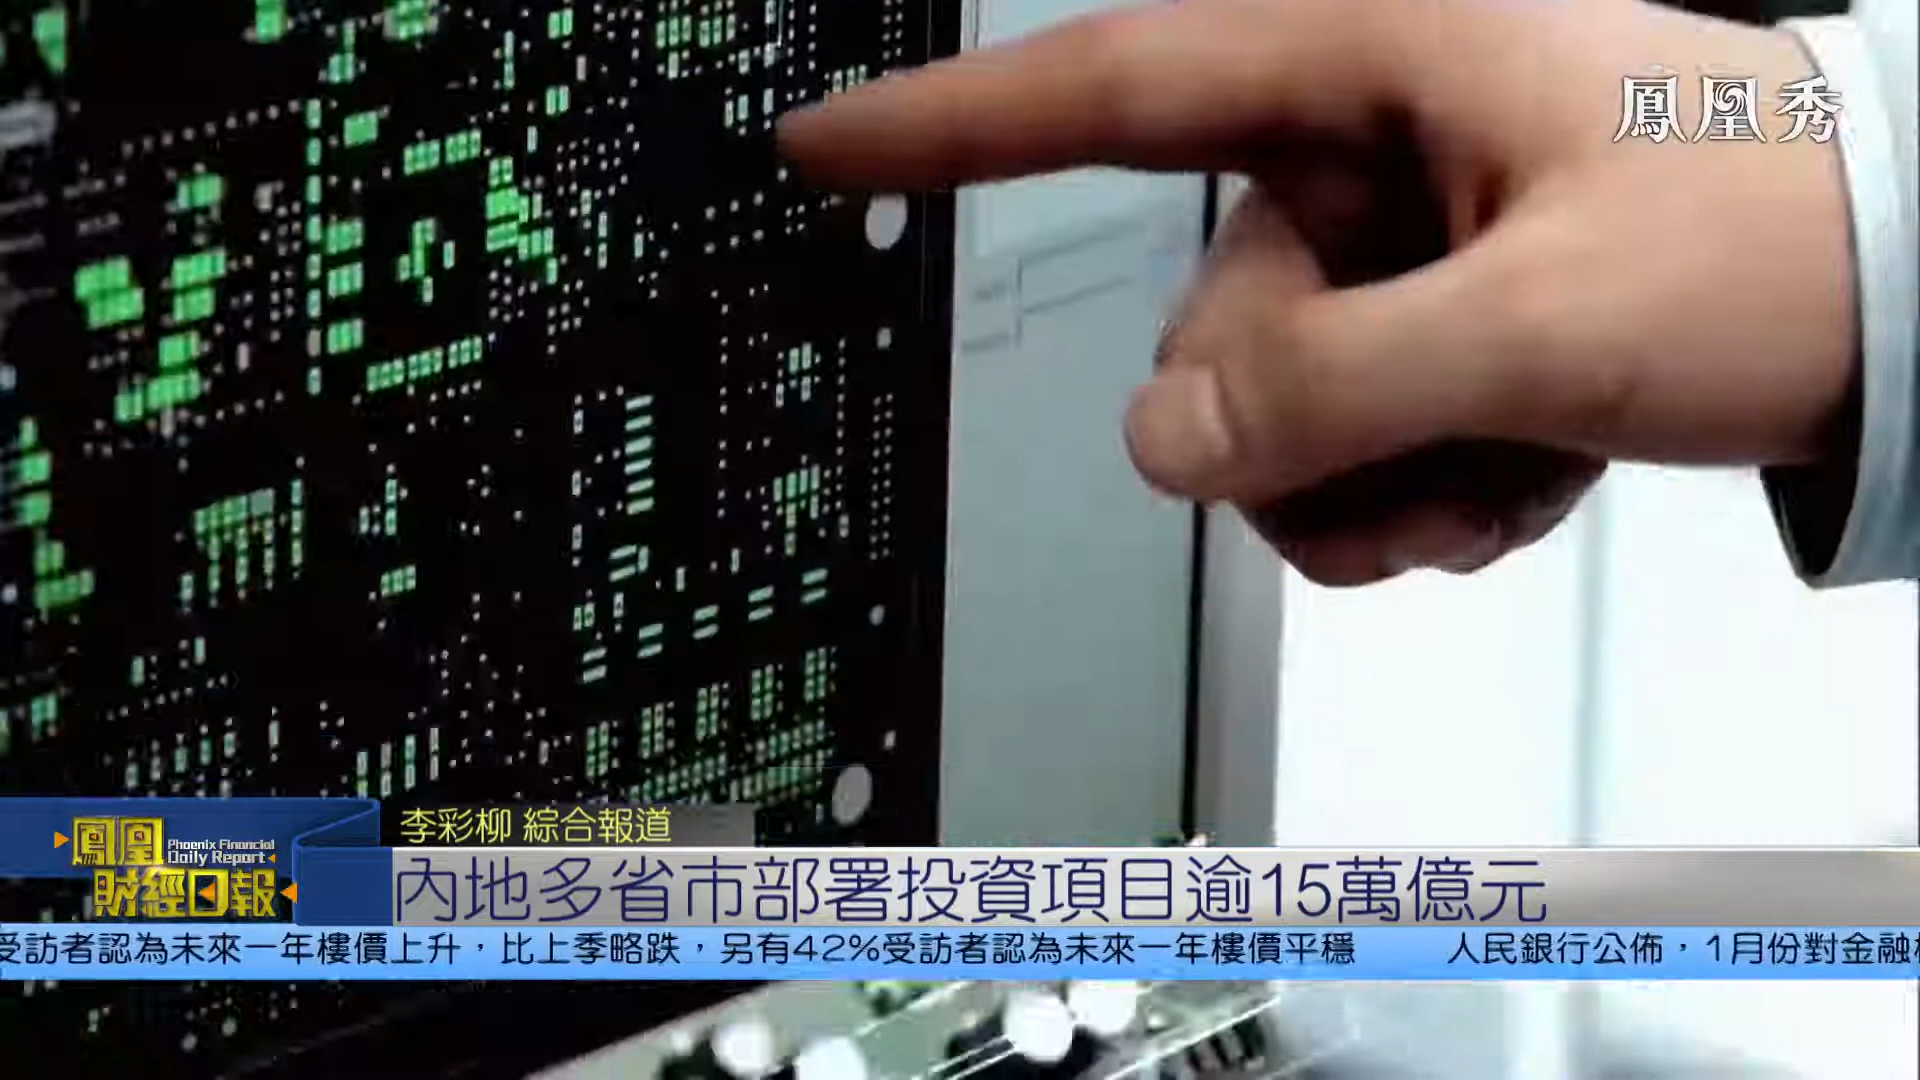 鳳凰秀
李彩柳 綜合報道
鳳凰 Phoenix Financial Daily Report
財經日報
內地多省市部署投資項目逾15萬億元
受訪者認為未來一年樓價上升，比上季略跌，另有42%受訪者認為未來一年樓價平穩 人民銀行公佈，1月份對金融